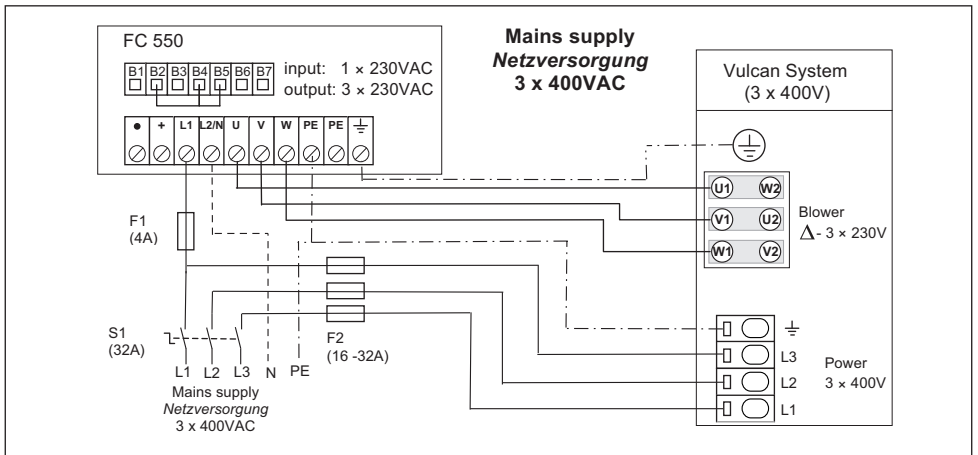 FC 550
B1 B2 B3 B4 B5 B6 B7
input: 1 × 230VAC
output: 3 × 230VAC
• + L1 L2/N U V W PE PE
Mains supply
Netzversorgung
3 x 400VAC
Vulcan System
(3 x 400V)
U1 W2
V1 U2
W1 V2
Blower
Δ- 3 × 230V
F1
(4A)
S1
(32A)
F2
(16 -32A)
L1 L2 L3 N PE
Mains supply
Netzversorgung
3 x 400VAC
L3
L2
L1
Power
3 × 400V